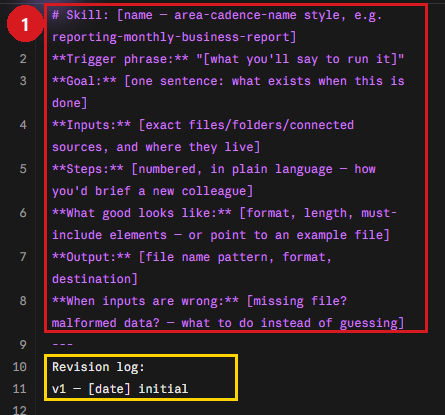 1
# Skill: [name — area-cadence-name style, e.g.
reporting-monthly-business-report]
2 **Trigger phrase:** "[what you'll say to run it]"
3 **Goal:** [one sentence: what exists when this is
done]
4 **Inputs:** [exact files/folders/connected
sources, and where they live]
5 **Steps:** [numbered, in plain language — how
you'd brief a new colleague]
6 **What good looks like:** [format, length, must-
include elements — or point to an example file]
7 **Output:** [file name pattern, format,
destination]
8 **When inputs are wrong:** [missing file?
malformed data? — what to do instead of guessing]
9 ---
10 Revision log:
11 v1 — [date] initial
12